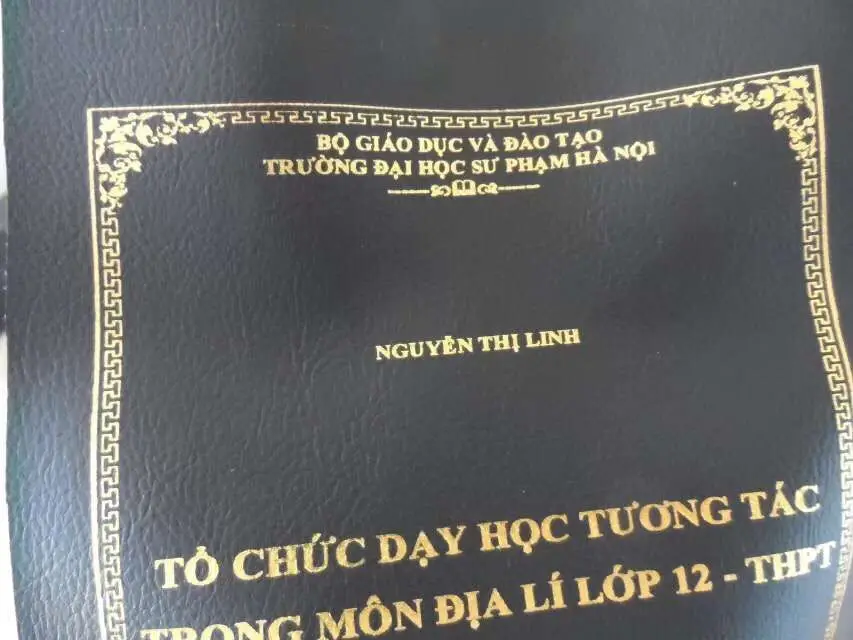 BỘ GIÁO DỤC VÀ ĐÀO TẠO
TRƯỜNG ĐẠI HỌC SƯ PHẠM HÀ NỘI
NGUYỄN THỊ LINH
TỔ CHỨC DẠY HỌC TƯƠNG TÁC
TRONG MÔN ĐỊA LÍ LỚP 12 - THPT